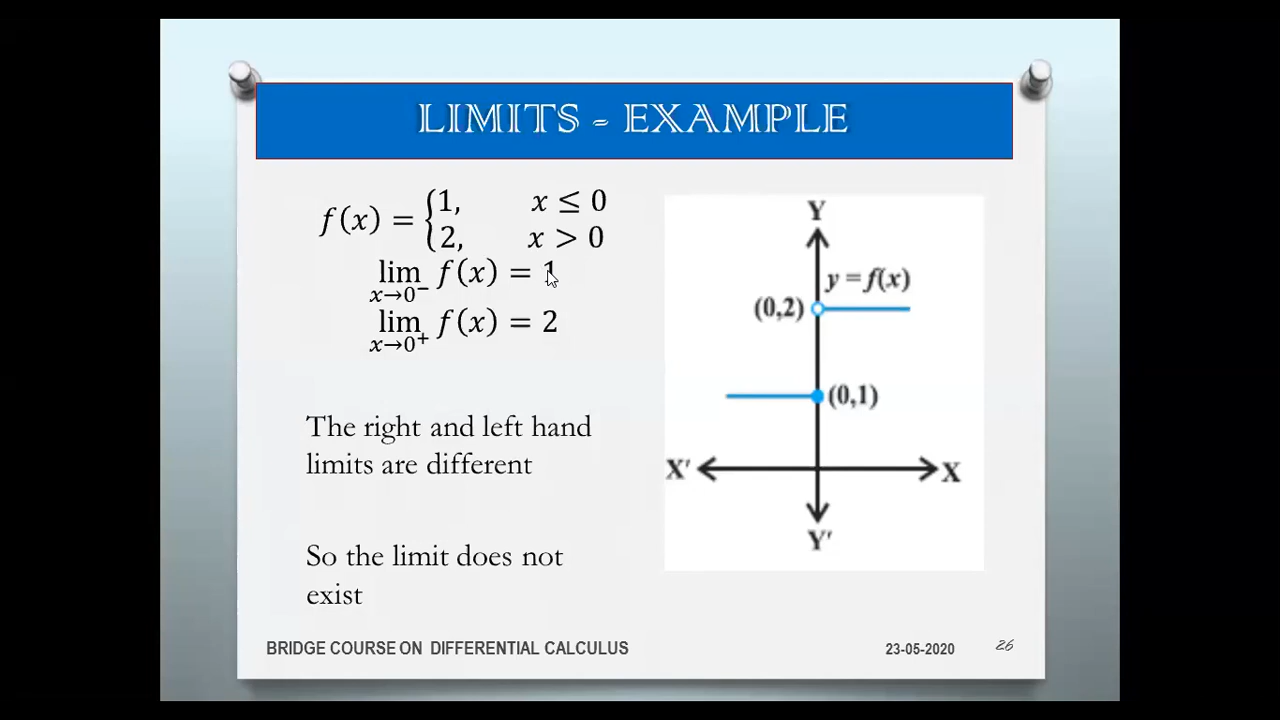 LIMITS - EXAMPLE
f(x) = {1, x ≤ 0
2, x > 0
lim x→0⁻ f(x) = 1
lim x→0⁺ f(x) = 2
The right and left hand
limits are different
So the limit does not
exist
Y
y = f(x)
(0,2)
(0,1)
X′ X
Y′
BRIDGE COURSE ON DIFFERENTIAL CALCULUS 23-05-2020 26